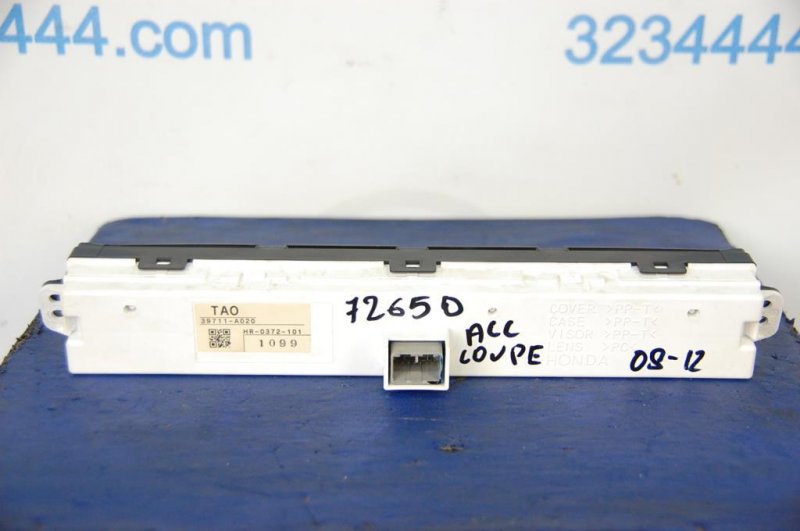 444.com
3234444
TAO
39711-A020
HR-0372-101
1099
72650
ACC
COUPE
08-12
COVER >PP-T<
CASE >PP-T<
VISOR >PP-T<
LENS >PC<
HONDA